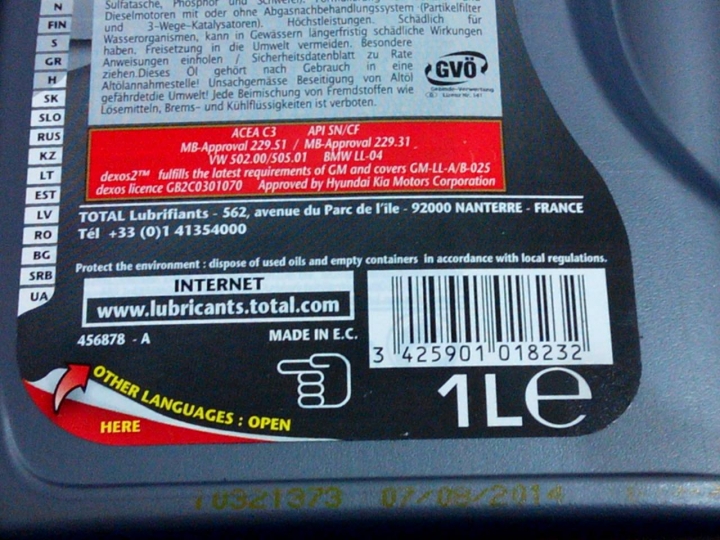 N
FIN
S
GR
H
SK
SLO
RUS
KZ
LT
EST
LV
RO
BG
SRB
UA
Dieselmotoren mit oder ohne Abgasnachbehandlungssystem (Partikelfilter
und 3-Wege-Katalysatoren). Höchstleistungen. Schädlich für
Wasserorganismen, kann in Gewässern längerfristig schädliche Wirkungen
haben. Freisetzung in die Umwelt vermeiden. Besondere
Anweisungen einholen / Sicherheitsdatenblatt zu Rate
ziehen.Dieses Öl gehört nach Gebrauch in eine
Altölannahmestelle! Unsachgemässe Beseitigung von Altöl
gefährdetdie Umwelt! Jede Beimischung von Fremdstoffen wie
Lösemitteln, Brems- und Kühlflüssigkeiten ist verboten.
GVÖ
ACEA C3 API SN/CF
MB-Approval 229.51 / MB-Approval 229.31
VW 502.00/505.01 BMW LL-04
dexos2™ fulfills the latest requirements of GM and covers GM-LL-A/B-025
dexos licence GB2C0301070 Approved by Hyundai Kia Motors Corporation
TOTAL Lubrifiants - 562, avenue du Parc de l'île - 92000 NANTERRE - FRANCE
Tél +33 (0)1 41354000
Protect the environment : dispose of used oils and empty containers in accordance with local regulations.
INTERNET
www.lubricants.total.com
456878 - A
MADE IN E.C.
3 425901 018232
OTHER LANGUAGES : OPEN
HERE
1L℮
07/08/2014